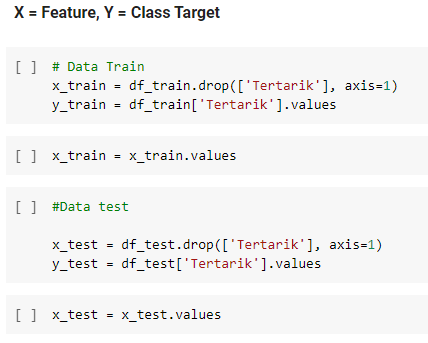 X = Feature, Y = Class Target
[ ] # Data Train
x_train = df_train.drop(['Tertarik'], axis=1)
y_train = df_train['Tertarik'].values
[ ] x_train = x_train.values
[ ] #Data test
x_test = df_test.drop(['Tertarik'], axis=1)
y_test = df_test['Tertarik'].values
[ ] x_test = x_test.values